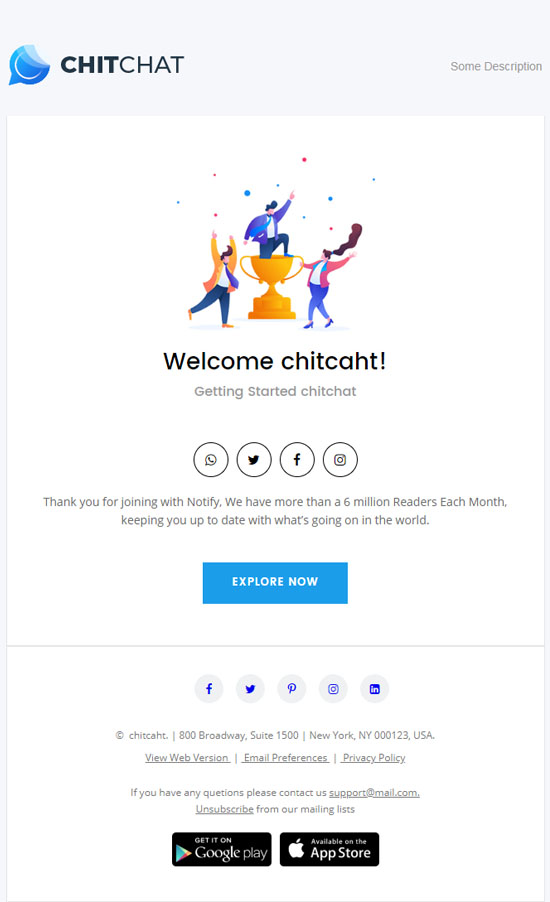 CHITCHAT
Some Description
Welcome chitcaht!
Getting Started chitchat
Thank you for joining with Notify, We have more than a 6 million Readers Each Month,
keeping you up to date with what’s going on in the world.
EXPLORE NOW
© chitcaht. | 800 Broadway, Suite 1500 | New York, NY 000123, USA.
View Web Version | Email Preferences | Privacy Policy
If you have any quetions please contact us support@mail.com.
Unsubscribe from our mailing lists
GET IT ON
Google play
Available on the
App Store